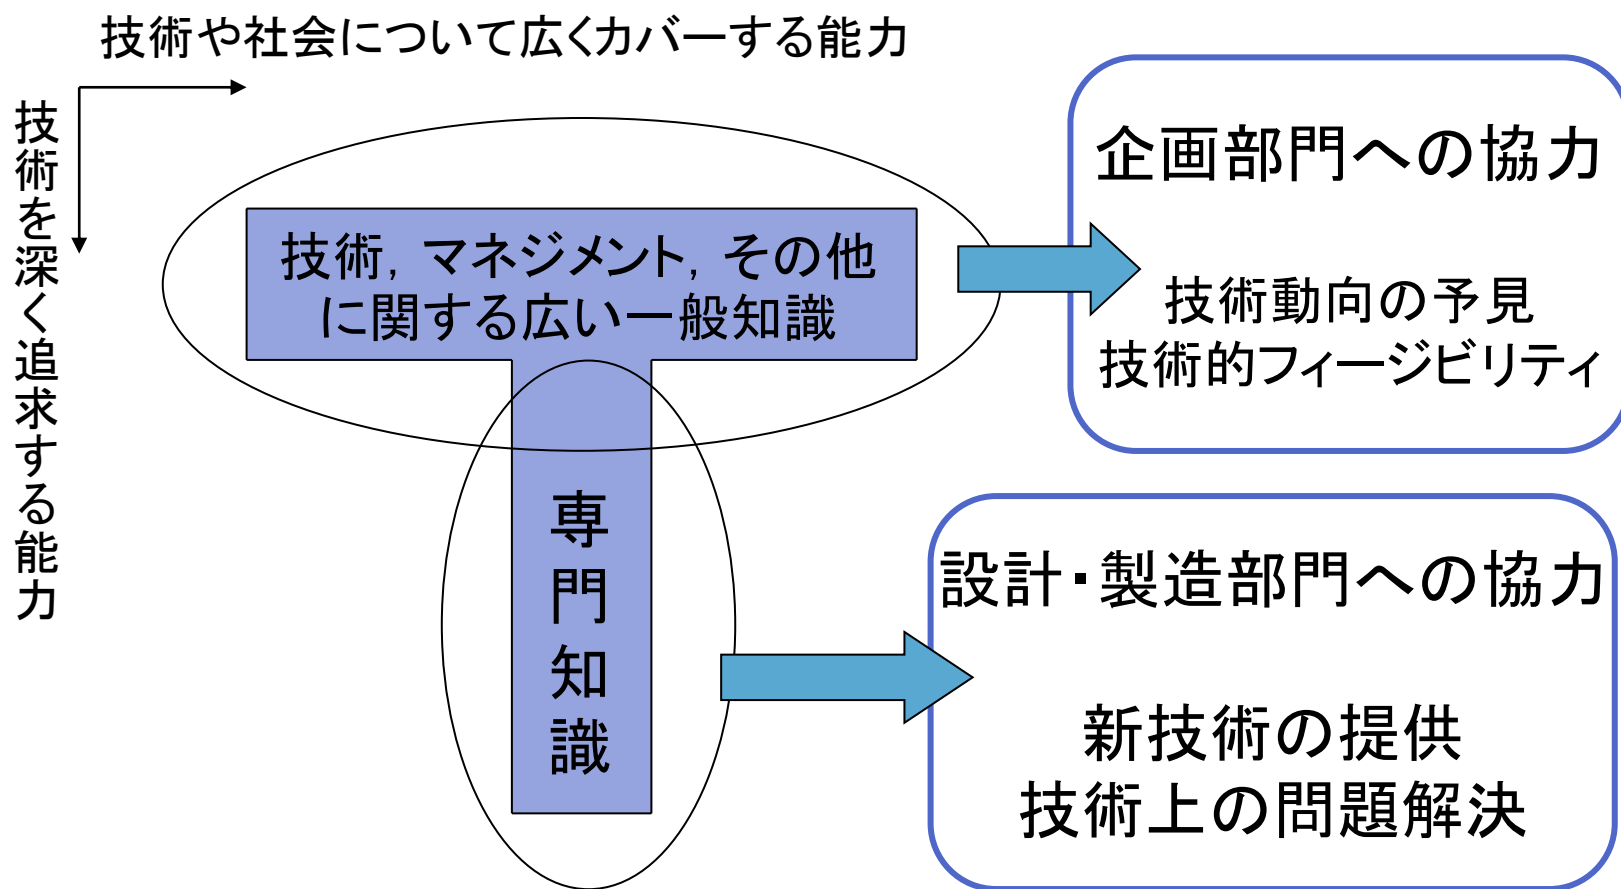 技術や社会について広くカバーする能力
技術を深く追求する能力
技術，マネジメント，その他
に関する広い一般知識
専門知識
企画部門への協力
技術動向の予見
技術的フィージビリティ
設計・製造部門への協力
新技術の提供
技術上の問題解決